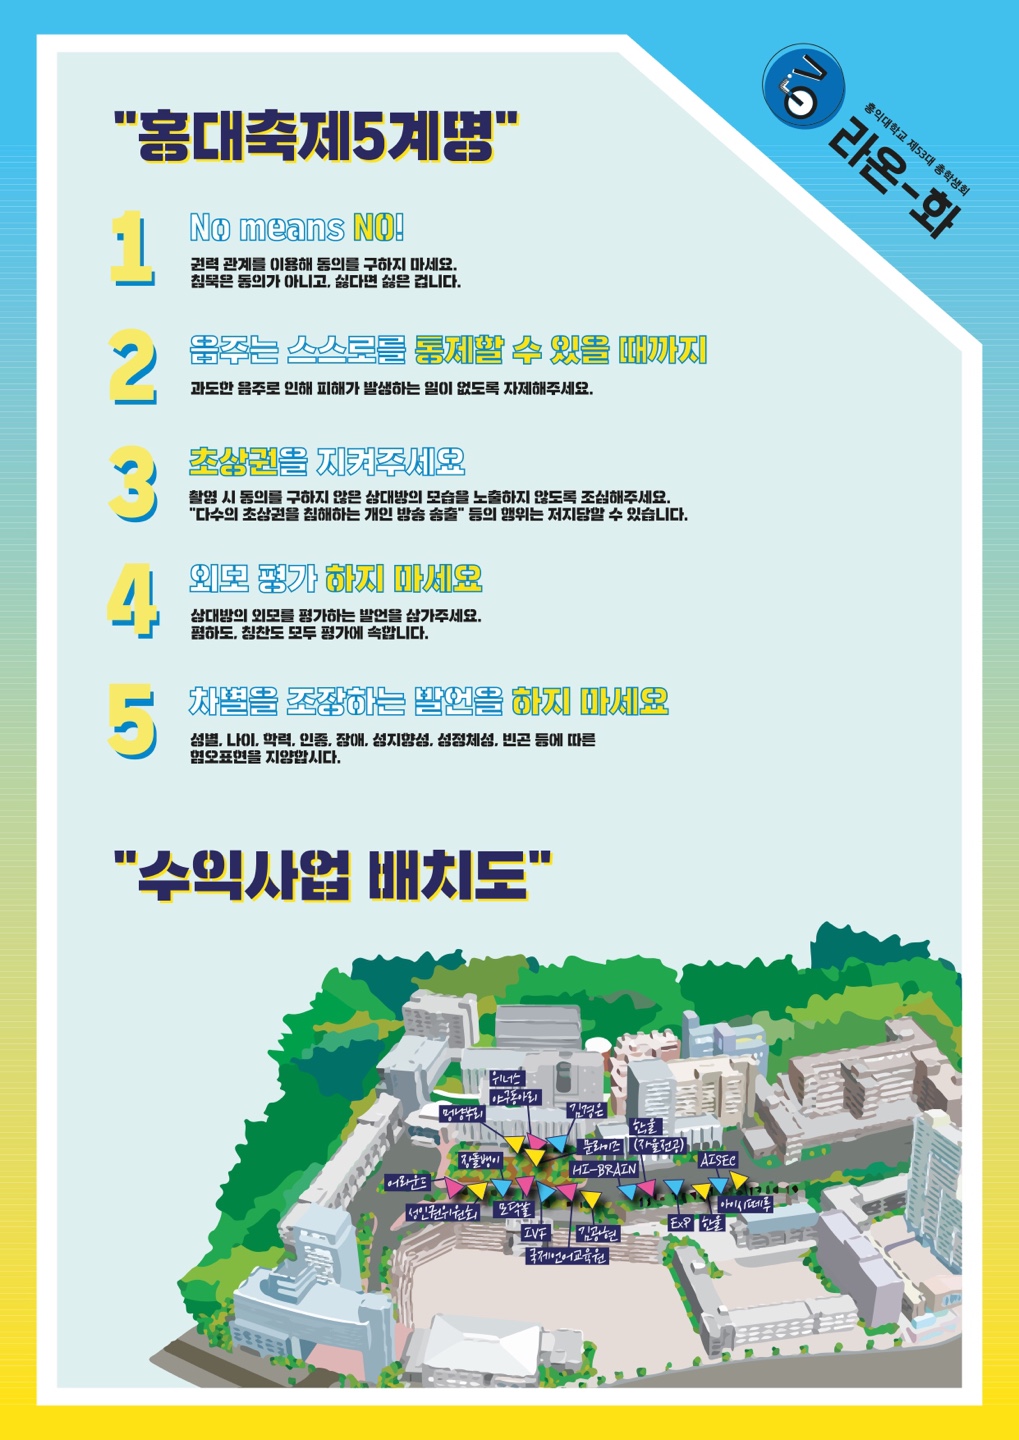 홍익대학교 제53대 총학생회
라온-화
"홍대축제5계명"
1
No means NO!
권력 관계를 이용해 동의를 구하지 마세요.
침묵은 동의가 아니고, 싫다면 싫은 겁니다.
2
음주는 스스로를 통제할 수 있을 때까지
과도한 음주로 인해 피해가 발생하는 일이 없도록 자제해주세요.
3
초상권을 지켜주세요
촬영 시 동의를 구하지 않은 상대방의 모습을 노출하지 않도록 조심해주세요.
"다수의 초상권을 침해하는 개인 방송 송출" 등의 행위는 저지당할 수 있습니다.
4
외모 평가 하지 마세요
상대방의 외모를 평가하는 발언을 삼가주세요.
폄하도, 칭찬도 모두 평가에 속합니다.
5
차별을 조장하는 발언을 하지 마세요
성별, 나이, 학력, 인종, 장애, 성지향성, 성정체성, 빈곤 등에 따른
혐오표현을 지양합시다.
"수익사업 배치도"
위너스
야구동아리
멍냥부리
김경은
한울
(자율전공)
문라이즈
장돌뱅이
HI-BRAIN
AISEC
어라운드
성인권위원회
모닥불
아이시떼루
IVF
김광현
ExP
한울
국제언어교육원